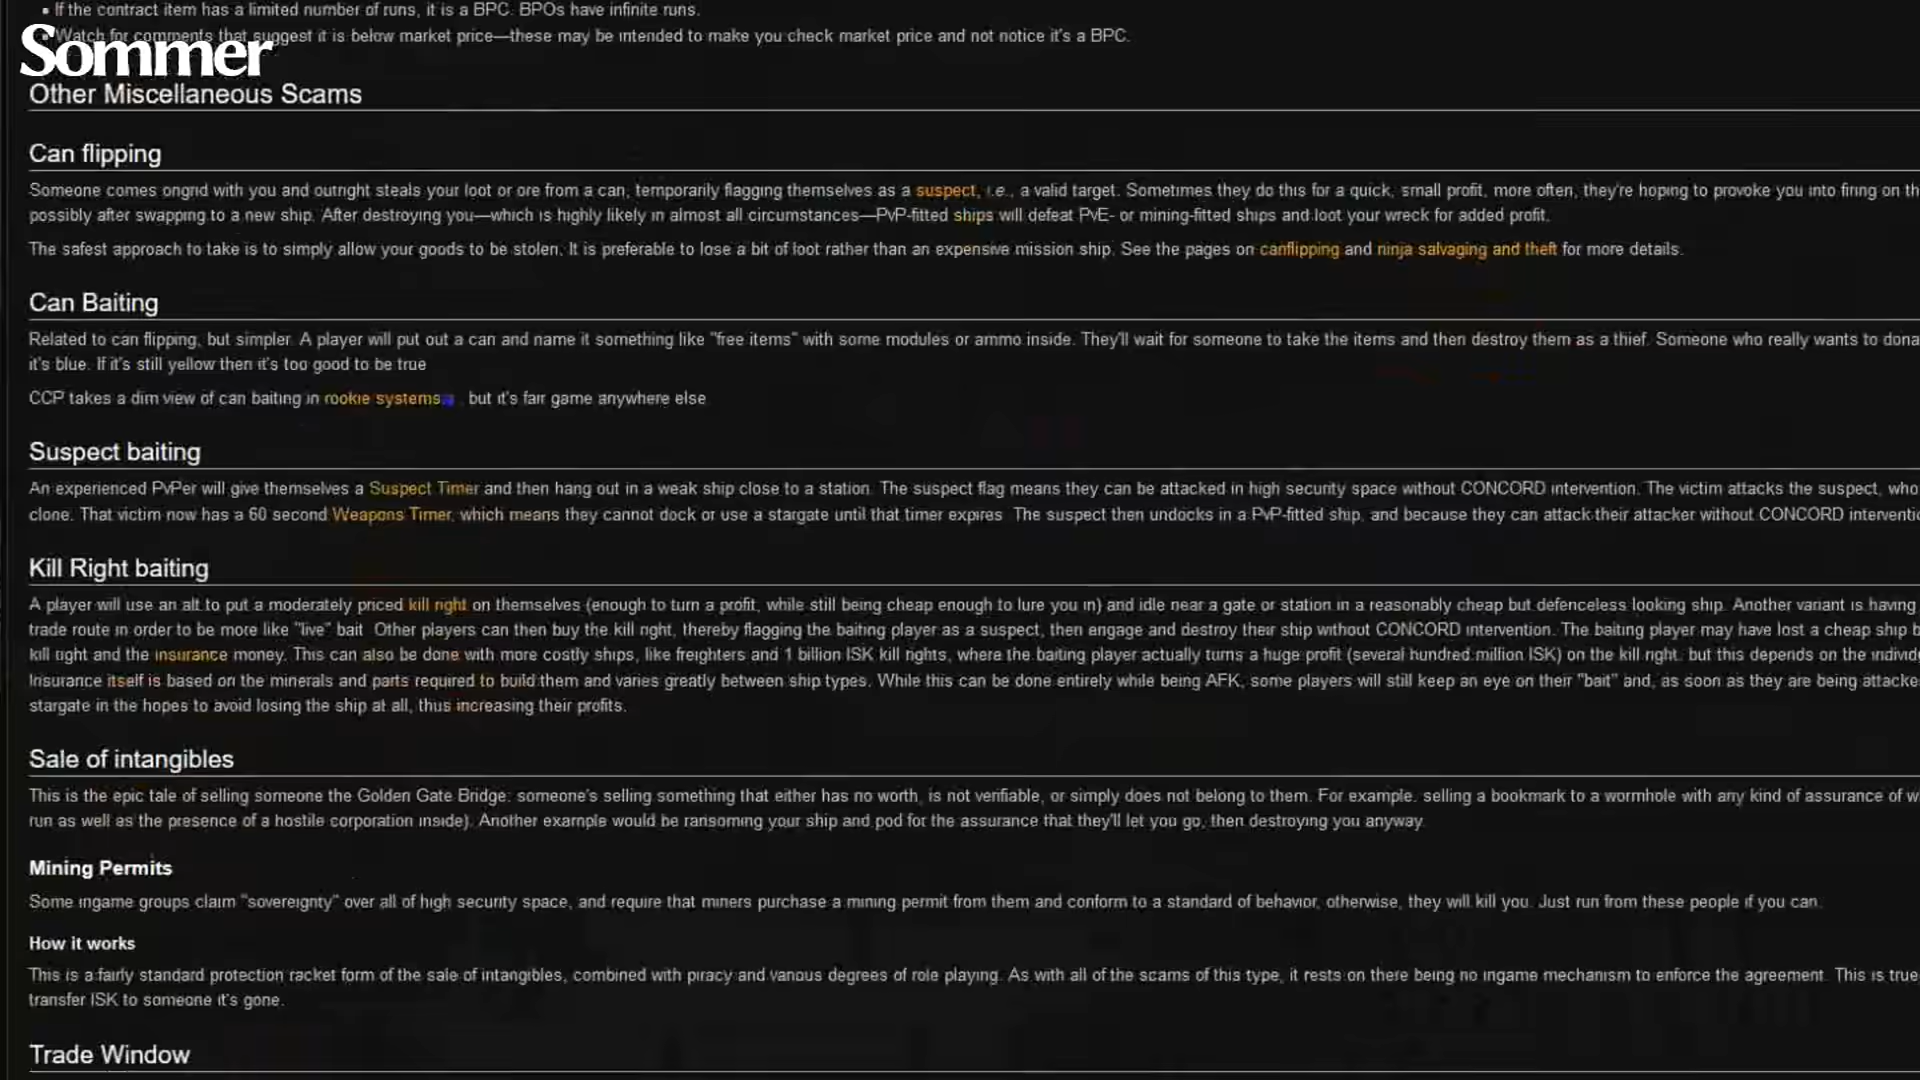 If the contract item has a limited number of runs, it is a BPC. BPOs have infinite runs.
Watch for comments that suggest it is below market price—these may be intended to make you check market price and not notice it's a BPC.
Sommer
Other Miscellaneous Scams
Can flipping
Someone comes ongrid with you and outright steals your loot or ore from a can, temporarily flagging themselves as a suspect, i.e., a valid target. Sometimes they do this for a quick, small profit, more often, they're hoping to provoke you into firing on th
possibly after swapping to a new ship. After destroying you—which is highly likely in almost all circumstances—PvP-fitted ships will defeat PvE- or mining-fitted ships and loot your wreck for added profit.
The safest approach to take is to simply allow your goods to be stolen. It is preferable to lose a bit of loot rather than an expensive mission ship. See the pages on canflipping and ninja salvaging and theft for more details.
Can Baiting
Related to can flipping, but simpler. A player will put out a can and name it something like "free items" with some modules or ammo inside. They'll wait for someone to take the items and then destroy them as a thief. Someone who really wants to dona
it's blue. If it's still yellow then it's too good to be true
CCP takes a dim view of can baiting in rookie systems, but it's fair game anywhere else
Suspect baiting
An experienced PvPer will give themselves a Suspect Timer and then hang out in a weak ship close to a station. The suspect flag means they can be attacked in high security space without CONCORD intervention. The victim attacks the suspect, who
clone. That victim now has a 60 second Weapons Timer, which means they cannot dock or use a stargate until that timer expires. The suspect then undocks in a PvP-fitted ship, and because they can attack their attacker without CONCORD interventio
Kill Right baiting
A player will use an alt to put a moderately priced kill right on themselves (enough to turn a profit, while still being cheap enough to lure you in) and idle near a gate or station in a reasonably cheap but defenceless looking ship. Another variant is having
trade route in order to be more like "live" bait. Other players can then buy the kill right, thereby flagging the baiting player as a suspect, then engage and destroy their ship without CONCORD intervention. The baiting player may have lost a cheap ship b
kill right and the insurance money. This can also be done with more costly ships, like freighters and 1 billion ISK kill rights, where the baiting player actually turns a huge profit (several hundred million ISK) on the kill right, but this depends on the individ
Insurance itself is based on the minerals and parts required to build them and varies greatly between ship types. While this can be done entirely while being AFK, some players will still keep an eye on their "bait" and, as soon as they are being attacke
stargate in the hopes to avoid losing the ship at all, thus increasing their profits.
Sale of intangibles
This is the epic tale of selling someone the Golden Gate Bridge: someone's selling something that either has no worth, is not verifiable, or simply does not belong to them. For example, selling a bookmark to a wormhole with any kind of assurance of w
run as well as the presence of a hostile corporation inside). Another example would be ransoming your ship and pod for the assurance that they'll let you go, then destroying you anyway.
Mining Permits
Some ingame groups claim "sovereignty" over all of high security space, and require that miners purchase a mining permit from them and conform to a standard of behavior, otherwise, they will kill you. Just run from these people if you can.
How it works
This is a fairly standard protection racket form of the sale of intangibles, combined with piracy and various degrees of role playing. As with all of the scams of this type, it rests on there being no ingame mechanism to enforce the agreement. This is true
transfer ISK to someone it's gone.
Trade Window